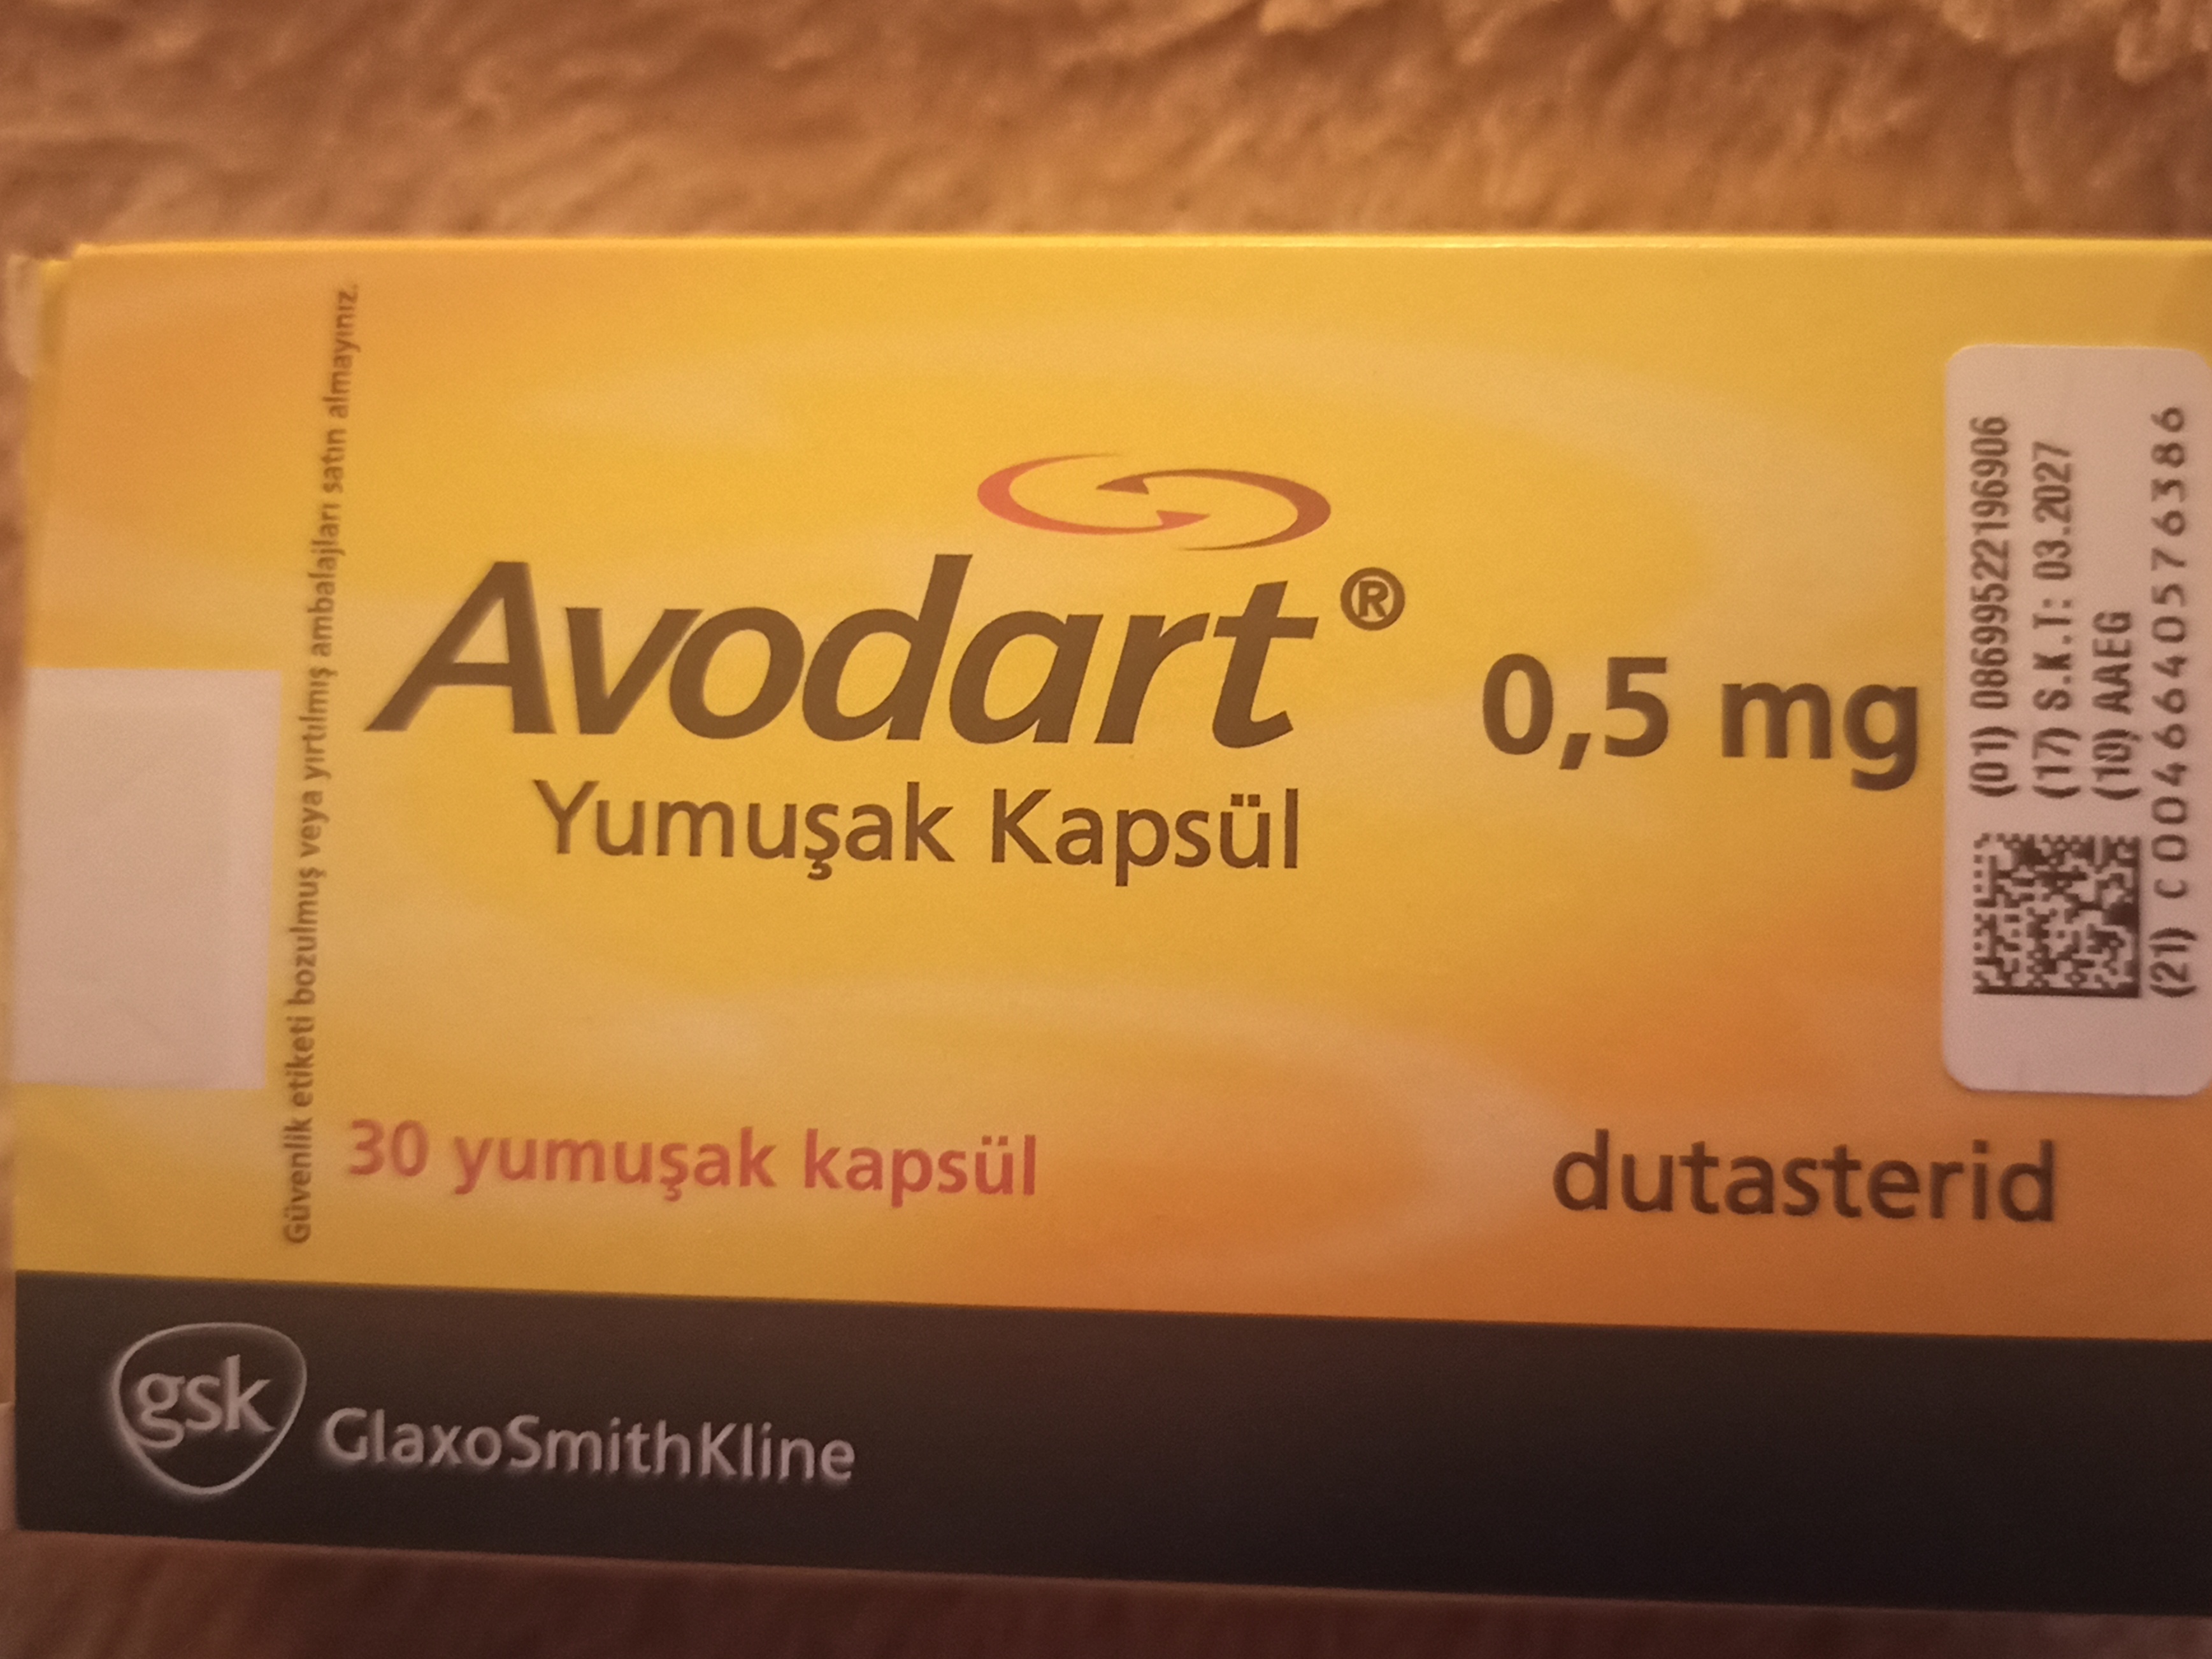 Güvenlik etiketi bozulmuş veya yırtılmış ambalajları satın almayınız.
Avodart® 0,5 mg
Yumuşak Kapsül
30 yumuşak kapsül
dutasterid
gsk GlaxoSmithKline
(01) 08699522196906
(17) S.K.T: 03.2027
(10) AAEG
(21) C0046640576386